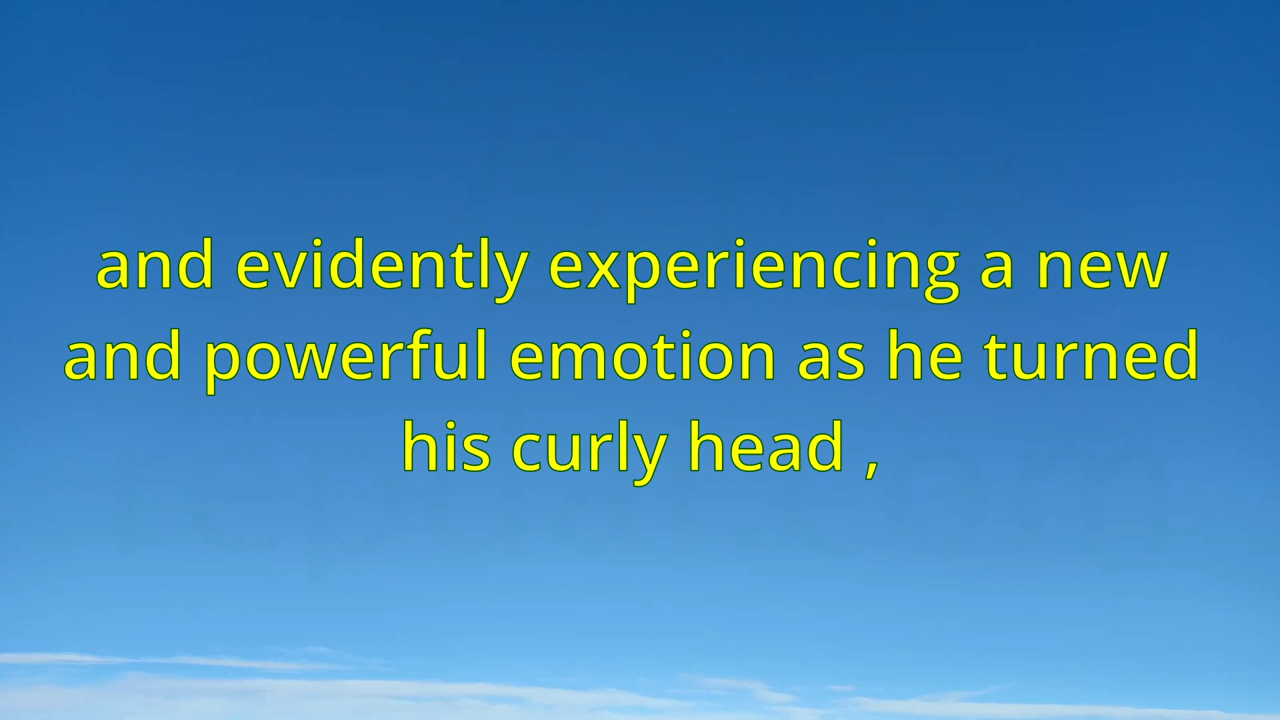 and evidently experiencing a new
and powerful emotion as he turned
his curly head ,